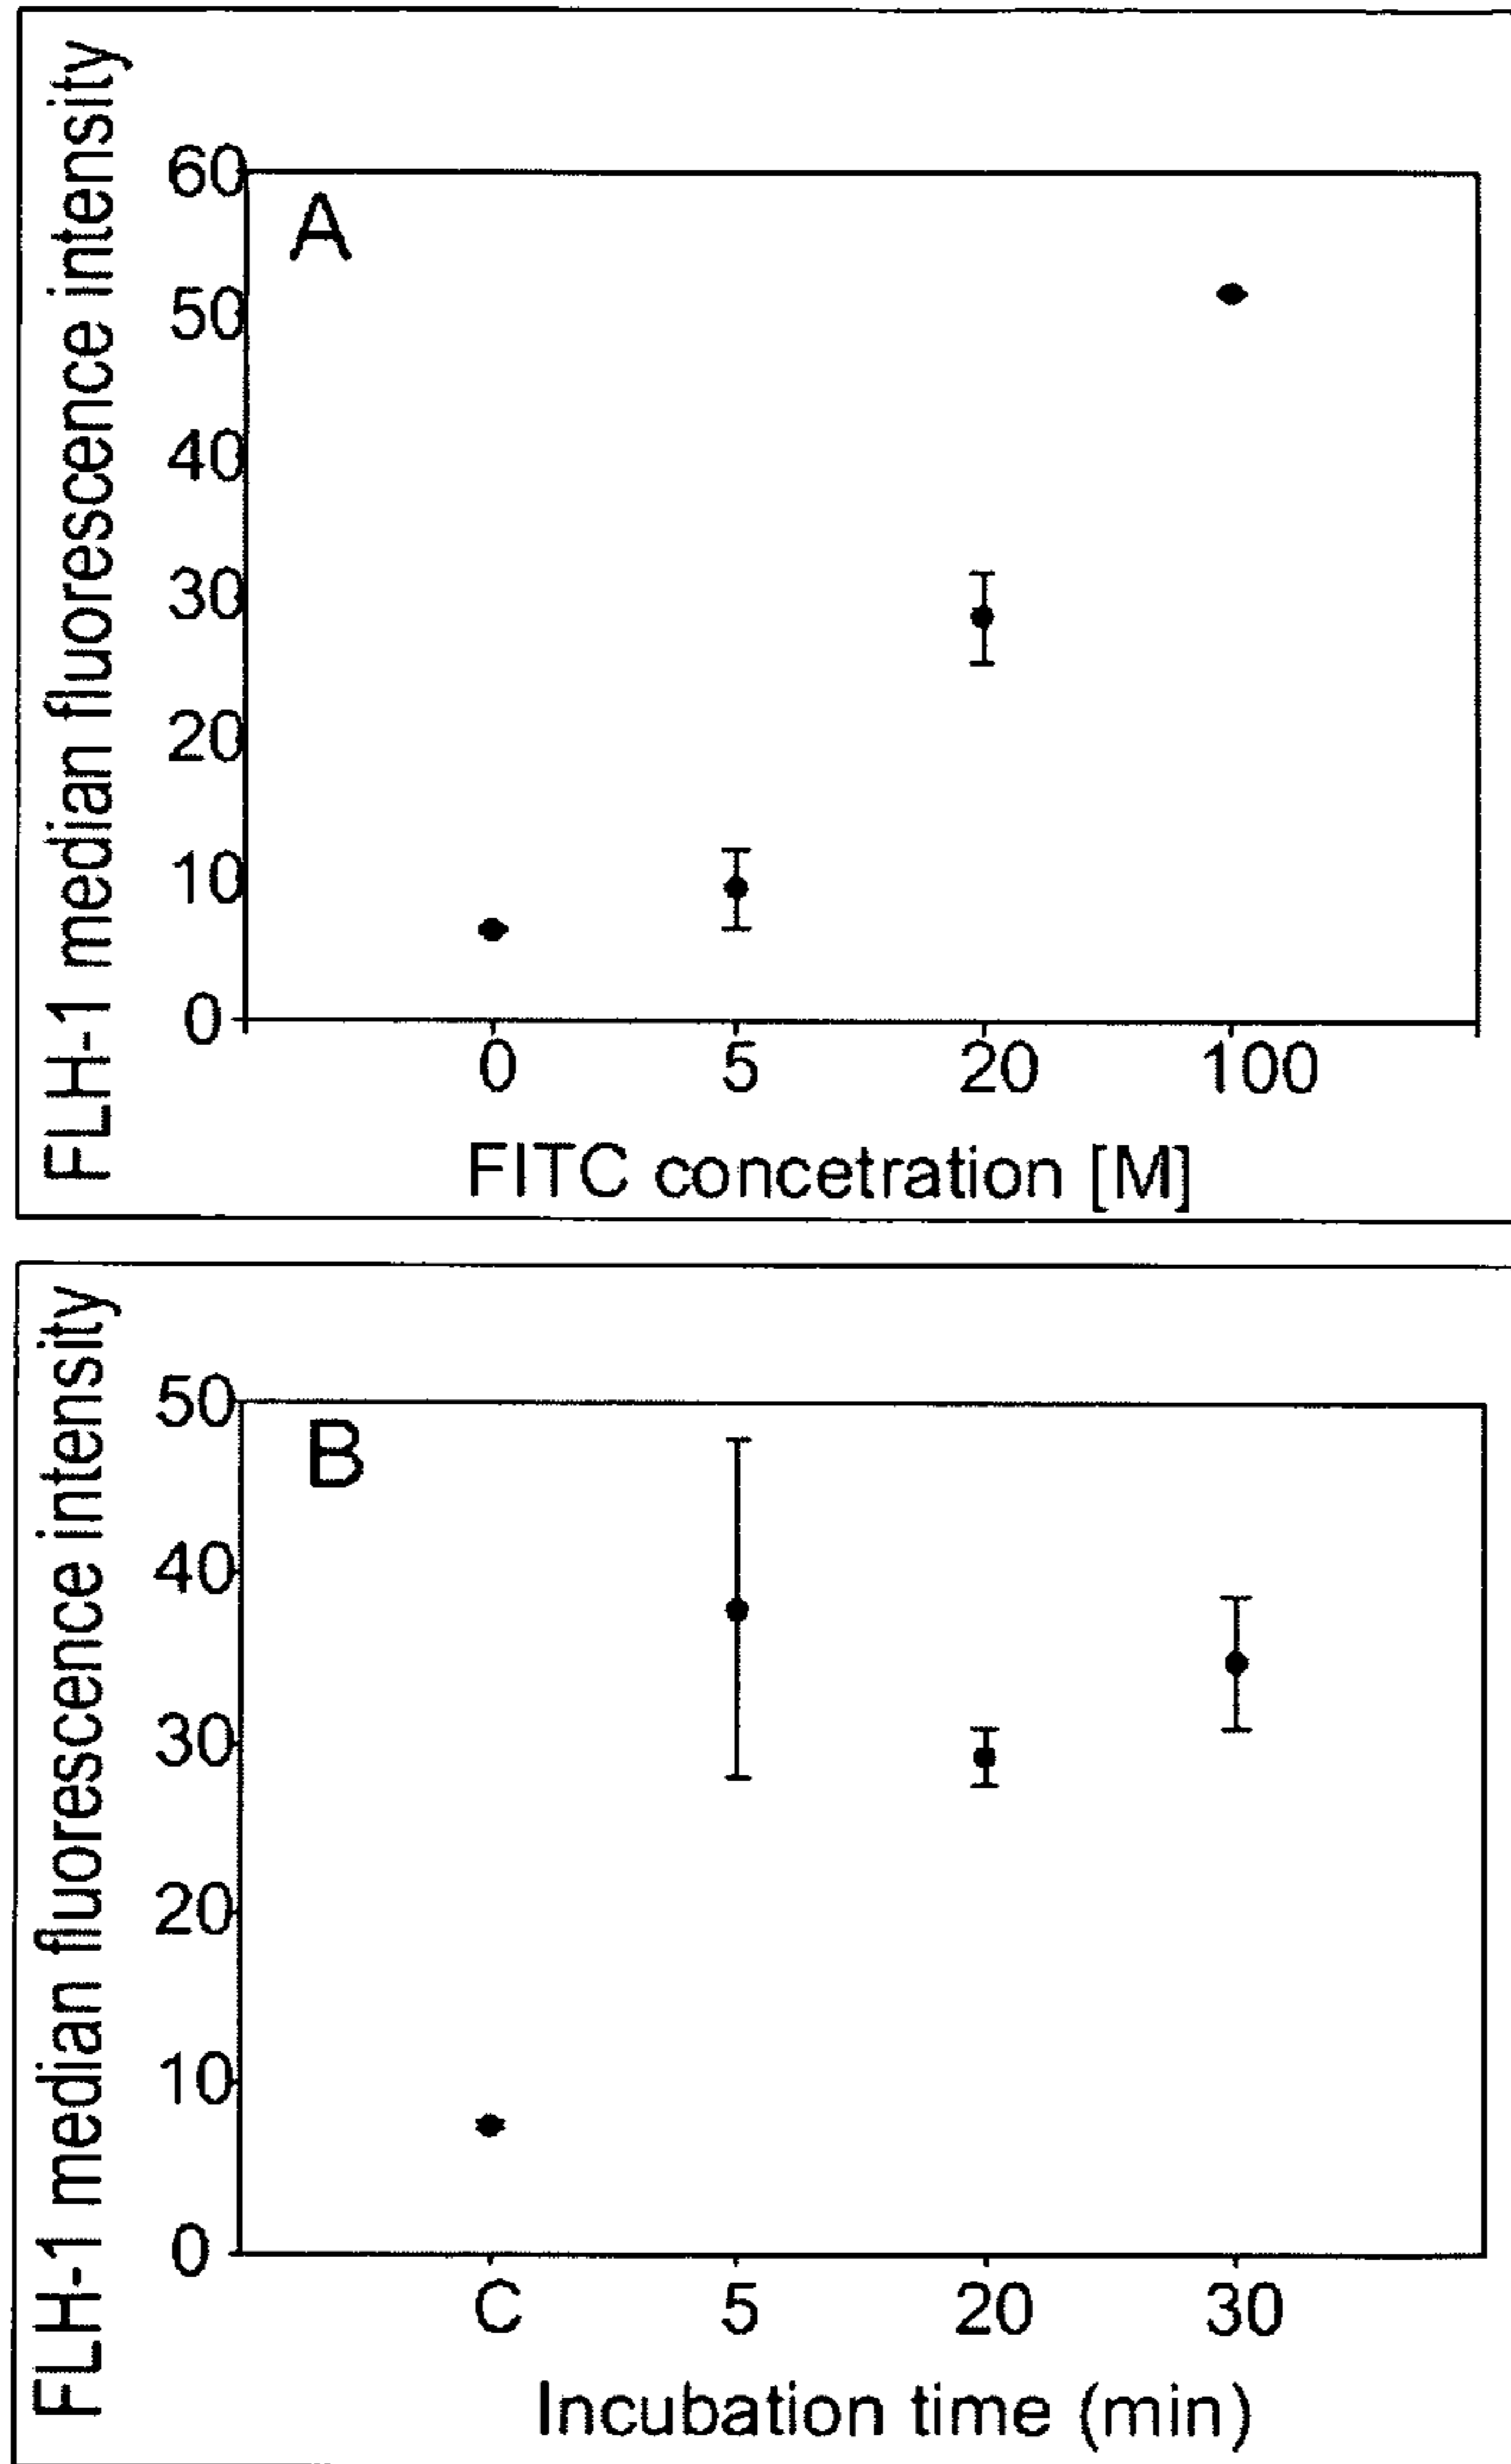 FLH-1 median fluorescence intensity
A
60
50
40
30
20
10
0
0 5 20 100
FITC concetration [M]
FLH-1 median fluorescence intensity
B
50
40
30
20
10
0
C 5 20 30
Incubation time (min)